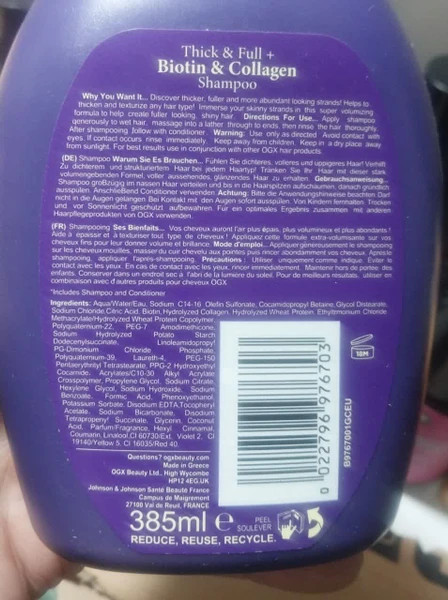 Thick & Full +
Biotin & Collagen
Shampoo
Why You Want It... Discover thicker, fuller and more abundant looking strands! Helps to
thicken and texturize any hair type! Immerse your skinny strands in this super volumizing
formula to help create fuller looking, shiny hair. Directions For Use... Apply shampoo
generously to wet hair, massage into a lather through to ends, then rinse the hair thoroughly.
After shampooing follow with conditioner. Warning: Use only as directed. Avoid contact with
eyes. If contact occurs rinse immediately. Keep away from children. Keep in a dry place away
from sunlight. For best results use in conjunction with other OGX hair products.
(DE) Shampoo Warum Sie Es Brauchen... Fühlen Sie dichteres, volleres und üppigeres Haar! Verhilft
Zu dichterem und strukturiertem Haar bei jedem Haartyp! Tränken Sie Ihr Haar mit dieser stark
volumengebenden Formel, voller aussehendes, glänzendes Haar zu erhalten. Gebrauchsanweisung:
Shampoo großzügig im nassen Haar verteilen und bis in die Haarspitzen aufschäumen, danach gründlich
ausspülen. Anschließend Conditioner verwenden. Achtung: Bitte die Anwendungshinweise beachten. Darf
nicht in die Augen gelangen. Bei Kontakt mit den Augen sofort ausspülen. Von Kindern fernhalten. Trocken
und vor Sonnenlicht geschützt aufbewahren. Für ein optimales Ergebnis zusammen mit anderen
Haarpflegeprodukten von OGX verwenden.
(FR) Shampooing Ses Bienfaits... Vos cheveux auront l'air plus épais, plus volumineux et plus abondants !
Aide à épaissir et à texturiser tout type de cheveux ! Appliquez cette formule extra-volumisante sur vos
cheveux fins pour leur donner volume et brillance. Mode d'emploi... Appliquer généreusement le shampooing
sur les cheveux mouillés, masser du cuir chevelu aux pointes puis rincer abondamment vos cheveux. Après le
shampooing, appliquer l'après-shampooing. Précautions : Utiliser uniquement comme indiqué. Éviter le
contact avec les yeux. En cas de contact avec les yeux, rincer immédiatement. Maintenir hors de portée des
enfants. Conserver dans un endroit sec à l'abri de la lumière du soleil. Pour de meilleurs résultats, utiliser en
combinaison avec d'autres produits pour cheveux OGX.
*Includes Shampoo and Conditioner
Ingredients: Aqua/Water/Eau, Sodium C14-16 Olefin Sulfonate, Cocamidopropyl Betaine, Glycol Distearate,
Sodium Chloride, Citric Acid, Biotin, Hydrolyzed Collagen, Hydrolyzed Wheat Protein, Ethyltrimonium Chloride
Methacrylate/Hydrolyzed Wheat Protein Copolymer,
Polyquaternium-22, PEG-7 Amodimethicone,
Sodium Hydrolyzed Potato Starch
Dodecenylsuccinate, Linoleamidopropyl
PG-Dimonium Chloride Phosphate,
Polyquaternium-39, Laureth-4, PEG-150
Pentaerythrityl Tetrastearate, PPG-2 Hydroxyethyl
Cocamide, Acrylates/C10-30 Alkyl Acrylate
Crosspolymer, Propylene Glycol, Sodium Citrate,
Hexylene Glycol, Sodium Hydroxide, Sodium
Benzoate, Formic Acid, Phenoxyethanol,
Potassium Sorbate, Disodium EDTA, Tocopheryl
Acetate, Sodium Bicarbonate, Disodium
Tetrapropenyl Succinate, Glycerin, Coconut
Acid, Parfum/Fragrance, Hexyl Cinnamal,
Coumarin, Linalool, CI 60730/Ext. Violet 2, CI
19140/Yellow 5, CI 16035/Red 40.
18M
0 022796 976703
B9767001GCEU
Questions? ogxbeauty.com
Made in Greece
OGX Beauty Ltd., High Wycombe
HP12 4EG.UK
Johnson & Johnson Santé Beauté France
Campus de Maigremont
27100 Val de Reuil, FRANCE
385ml e
PEEL
SOULEVER
REDUCE, REUSE, RECYCLE.